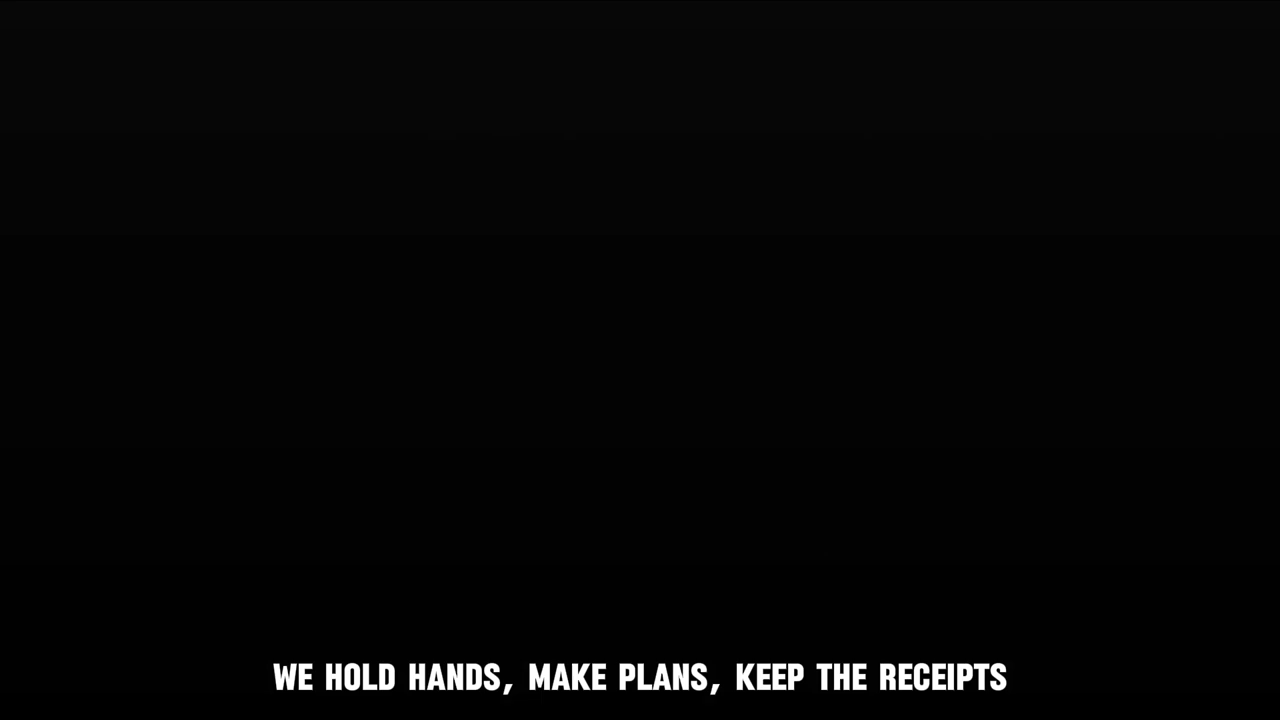 WE HOLD HANDS, MAKE PLANS, KEEP THE RECEIPTS